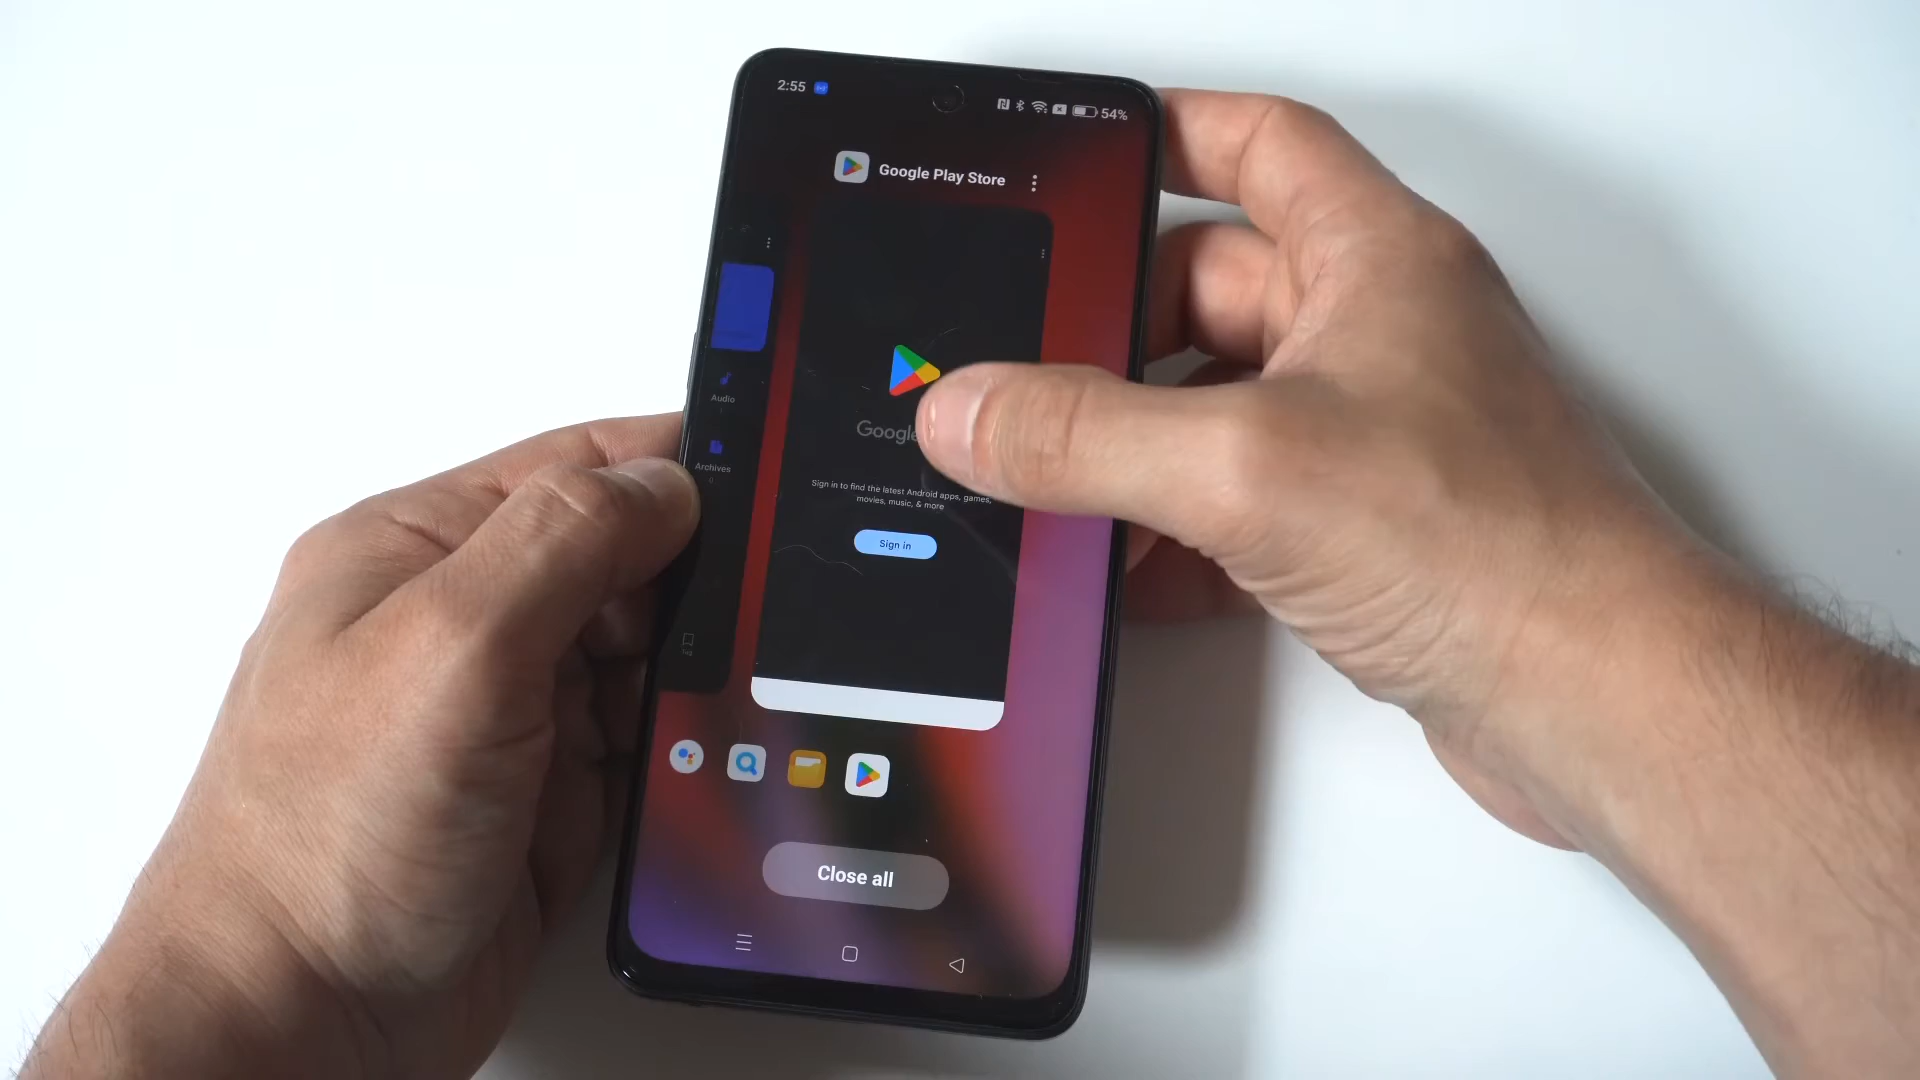 2:55
54%
Google Play Store
Audio
Archives
0
Google
Sign in to find the latest Android apps, games,
movies, music, & more
Sign in
Close all